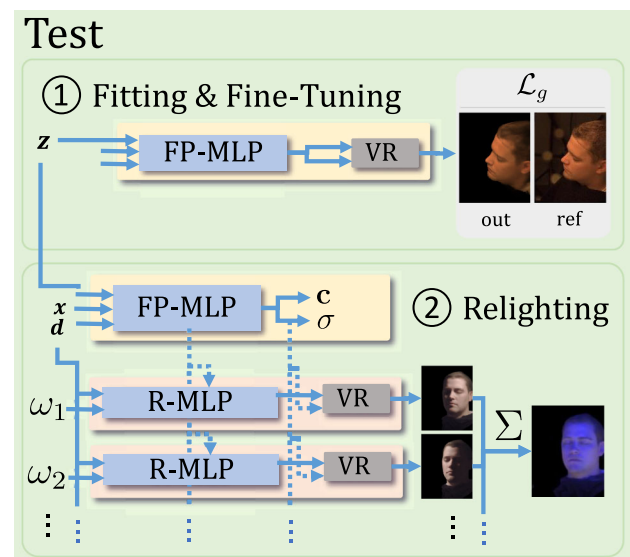 Test
① Fitting & Fine-Tuning
ℒg
z
FP-MLP
VR
out
ref
FP-MLP
c
σ
x
d
② Relighting
ω1
R-MLP
VR
Σ
ω2
R-MLP
VR